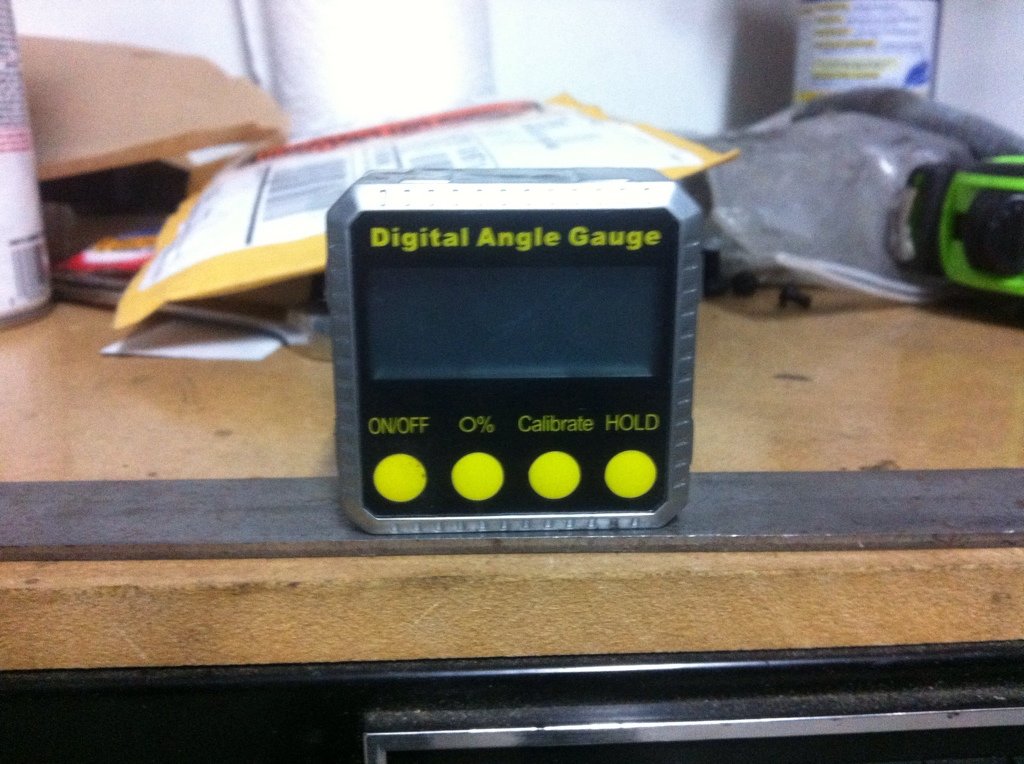 Digital Angle Gauge
ON/OFF O% Calibrate HOLD